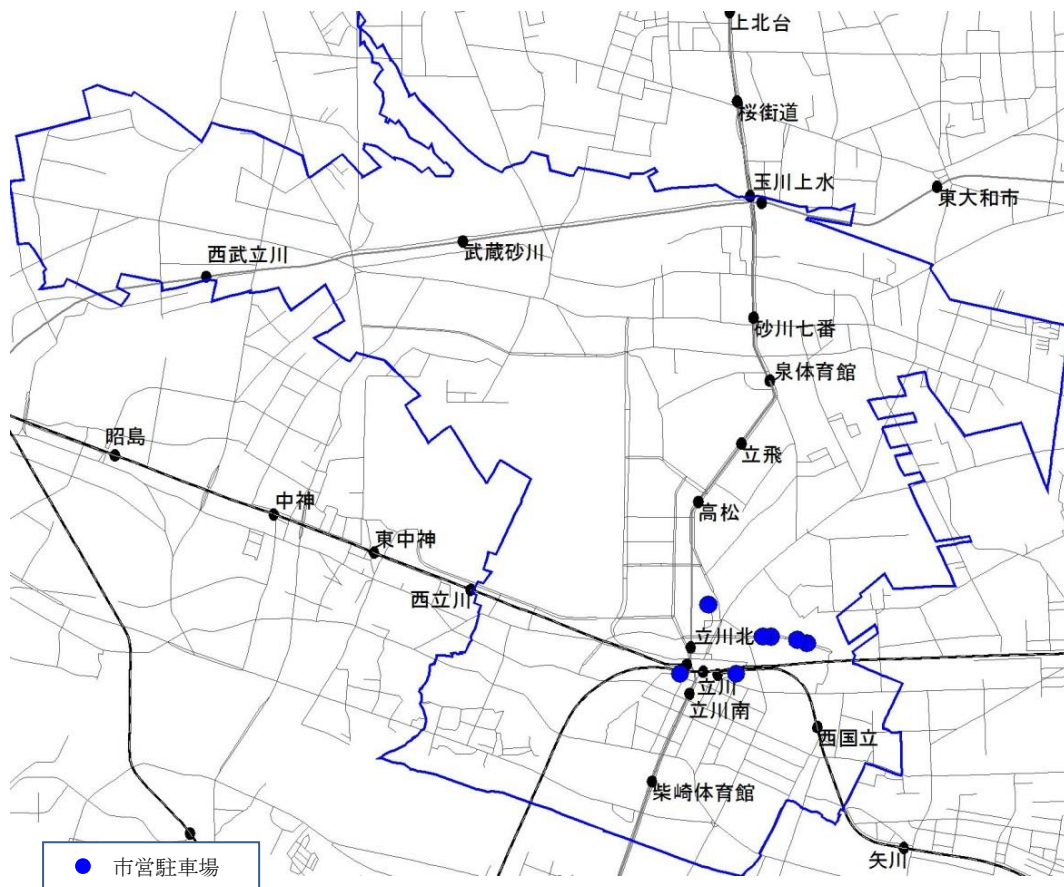 上北台
桜街道
玉川上水
東大和市
西武立川
武蔵砂川
砂川七番
泉体育館
昭島
立飛
中神
高松
東中神
西立川
立川北
立川
立川南
西国立
柴崎体育館
矢川
市営駐車場